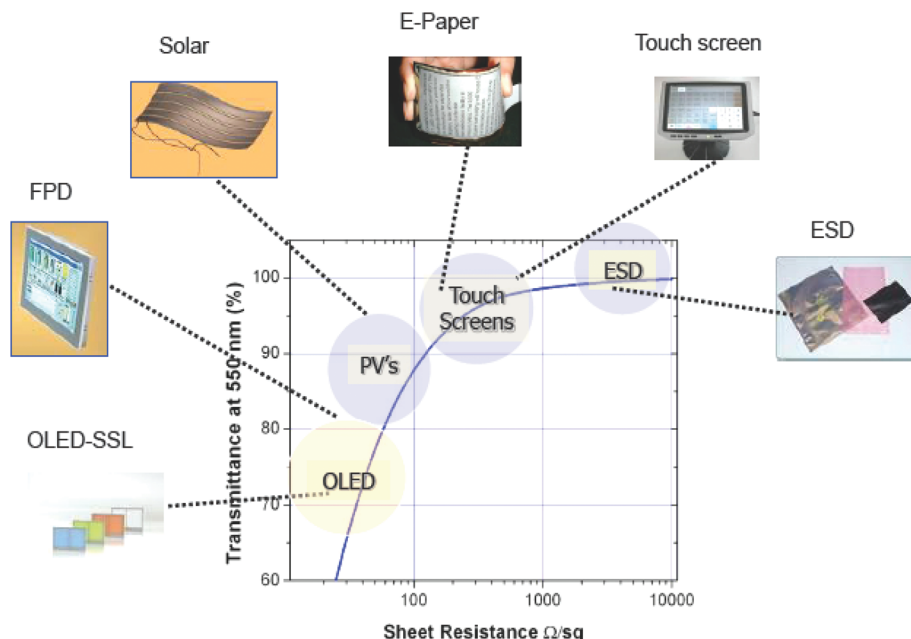 E-Paper
Solar
Touch screen
FPD
ESD
OLED-SSL
Transmittance at 550 nm (%)
100
90
80
70
60
ESD
Touch
Screens
PV's
OLED
100
1000
10000
Sheet Resistance Ω/sq